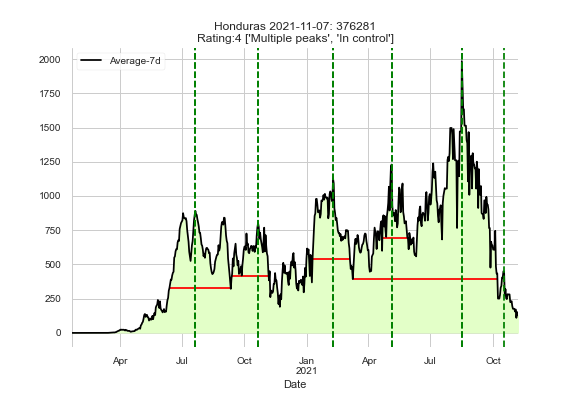 Honduras 2021-11-07: 376281
Rating:4 ['Multiple peaks', 'In control']
Average-7d
2000
1750
1500
1250
1000
750
500
250
0
Apr Jul Oct Jan Apr Jul Oct
2021
Date